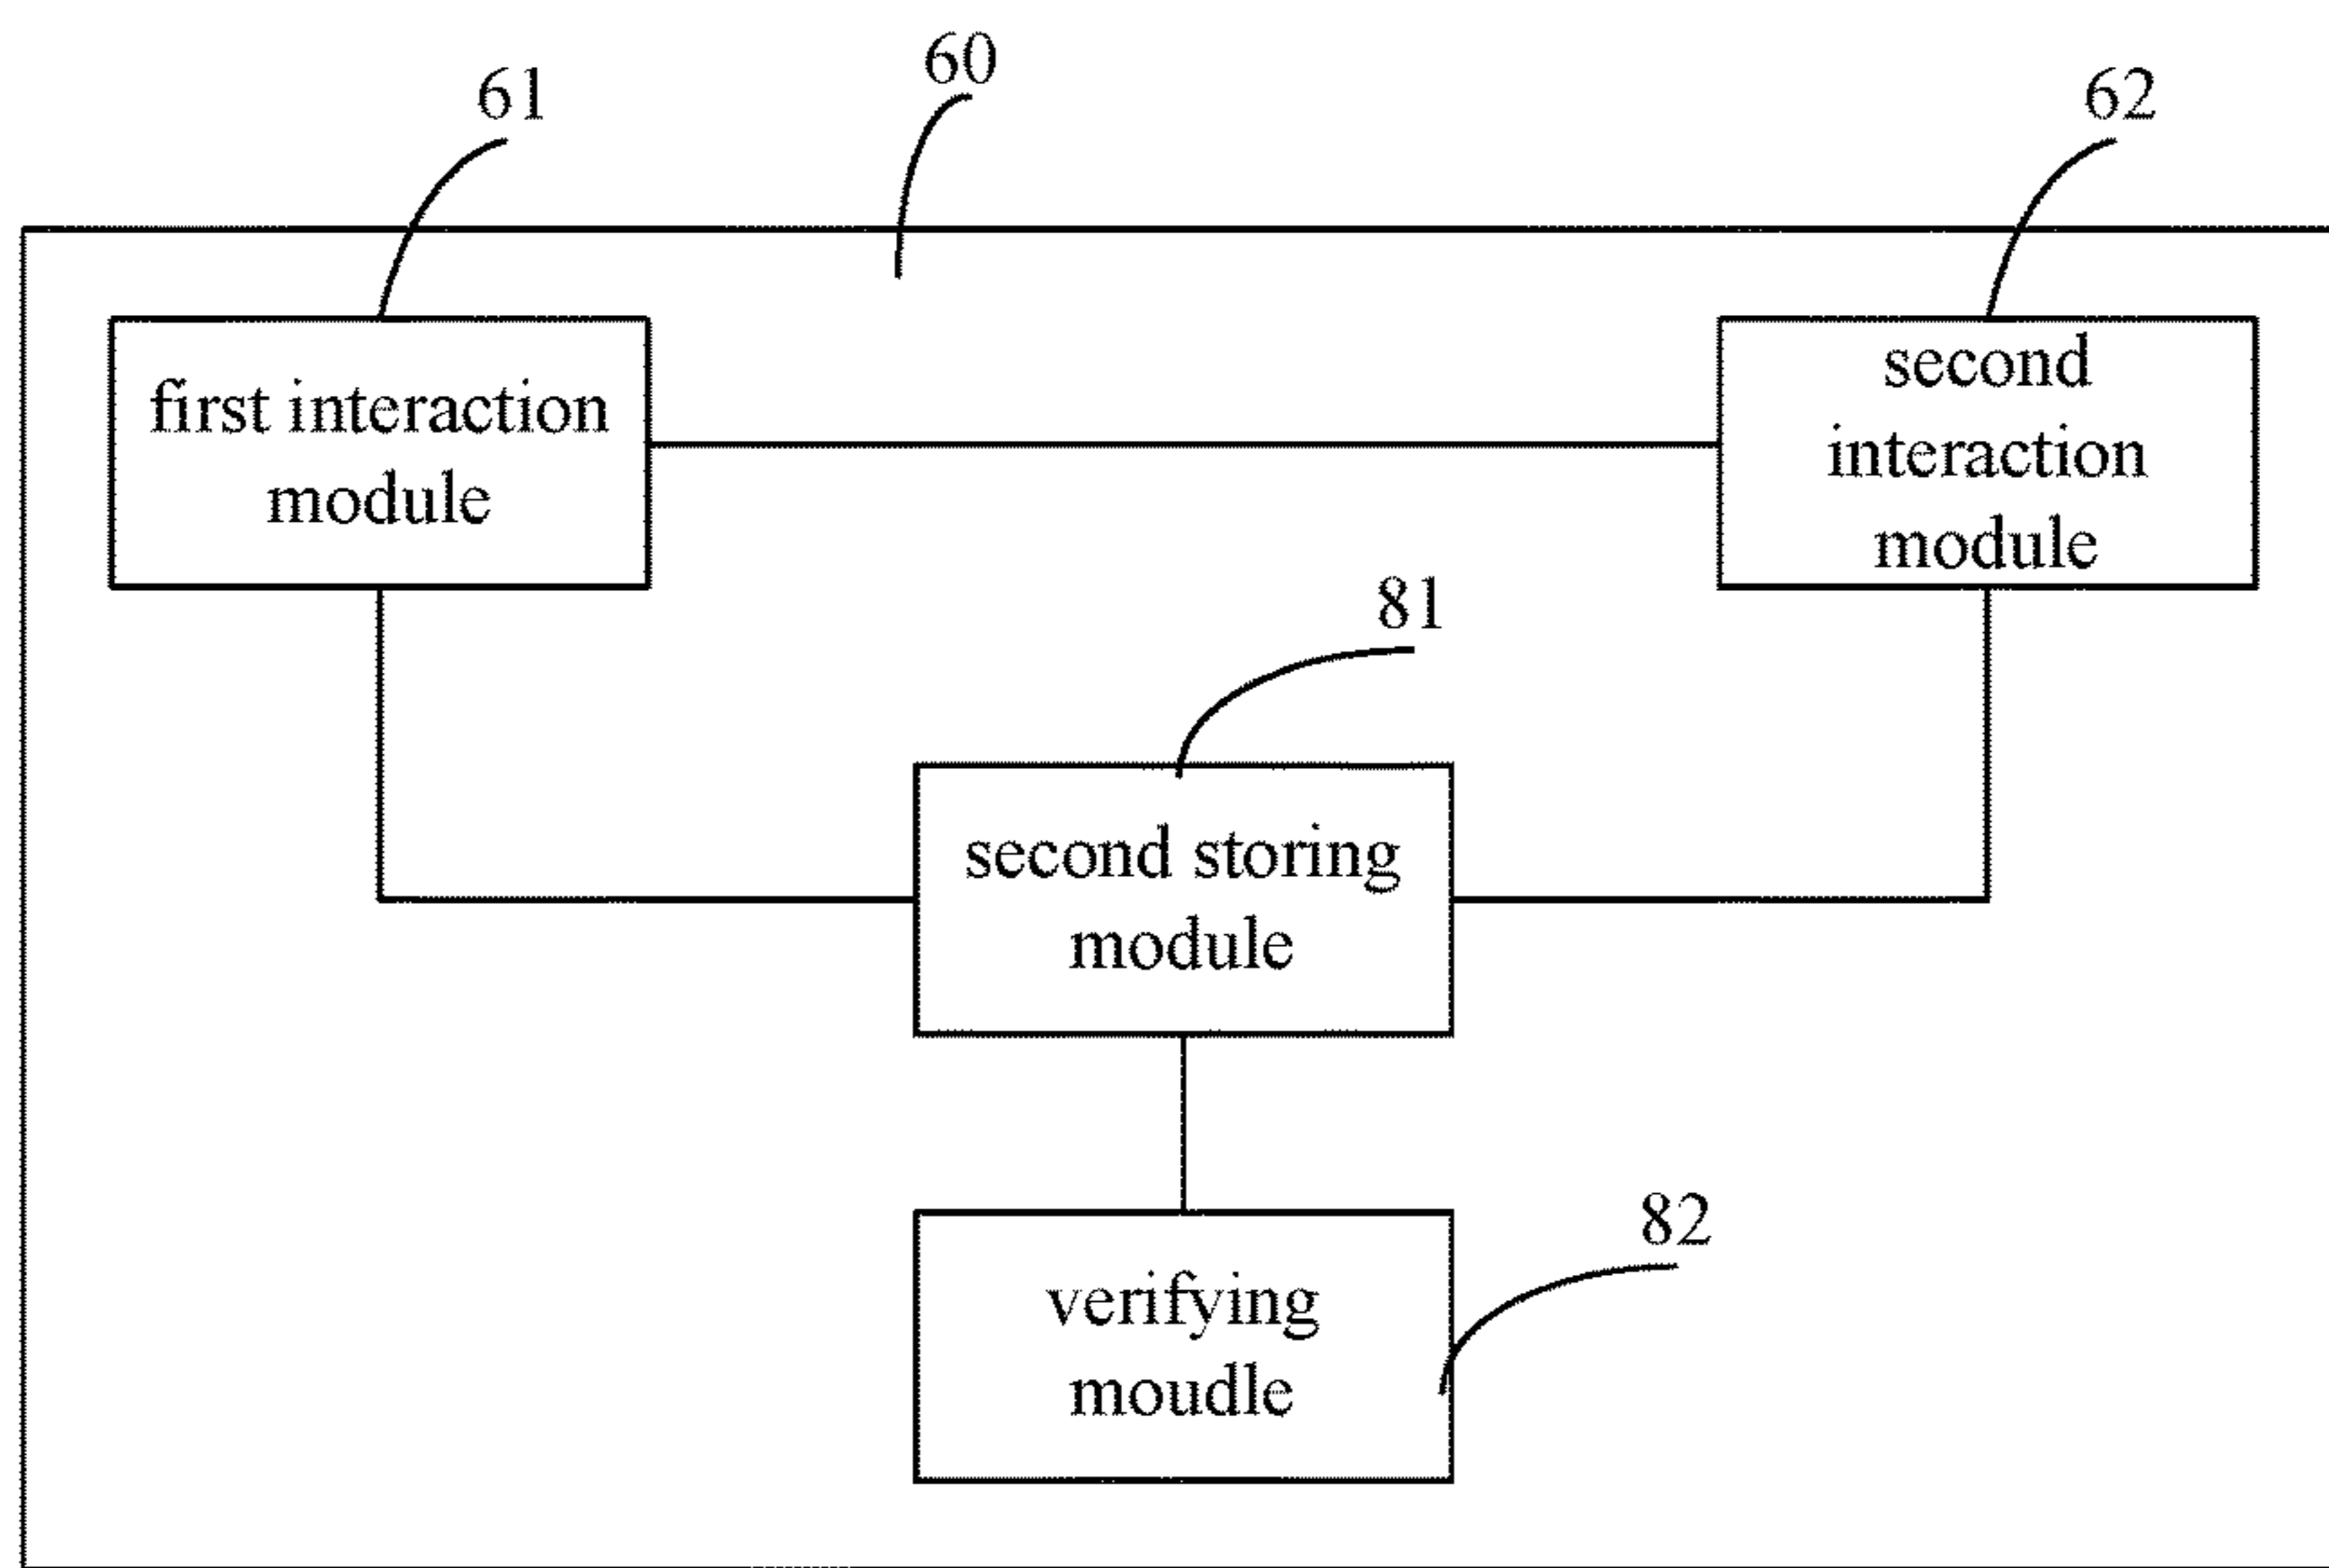 60
61
62
first interaction
module
second
interaction
module
81
second storing
module
82
verifying
moudle